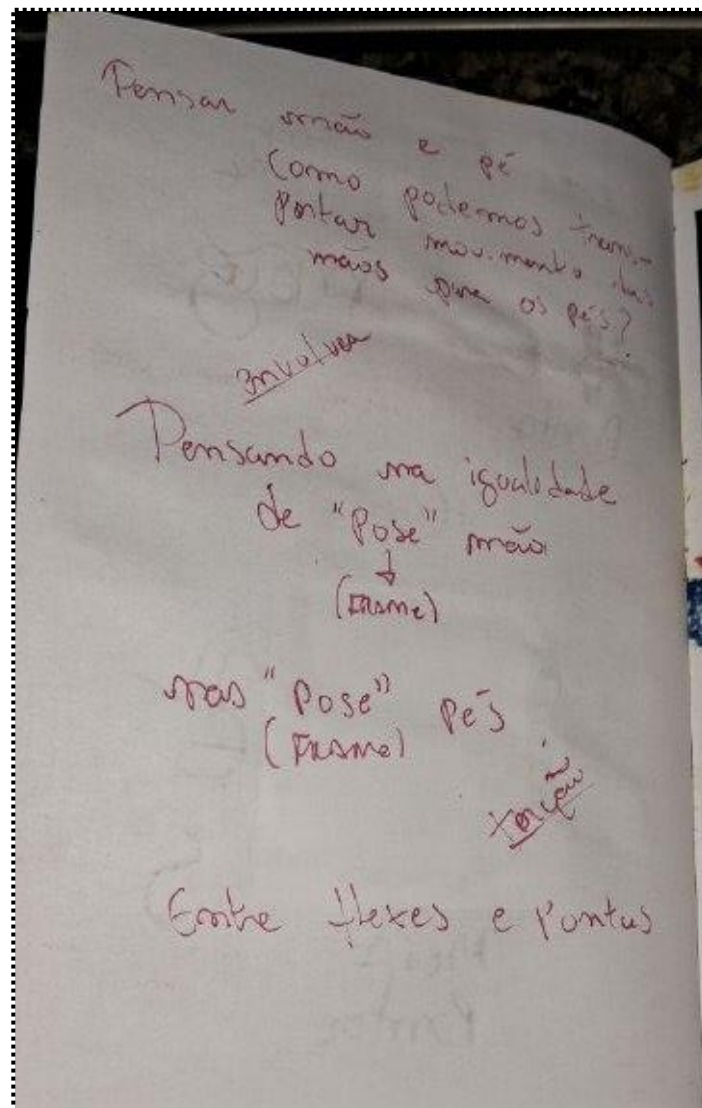 Pensar mão e pé
Como podemos trans-
portar movimento das
mãos para os pés?
Envolver
Pensando na igualdade
de "Pose" mão
(FRAME)
nas "Pose" pés
(FRAME)
torção
Entre flexes e Pontas